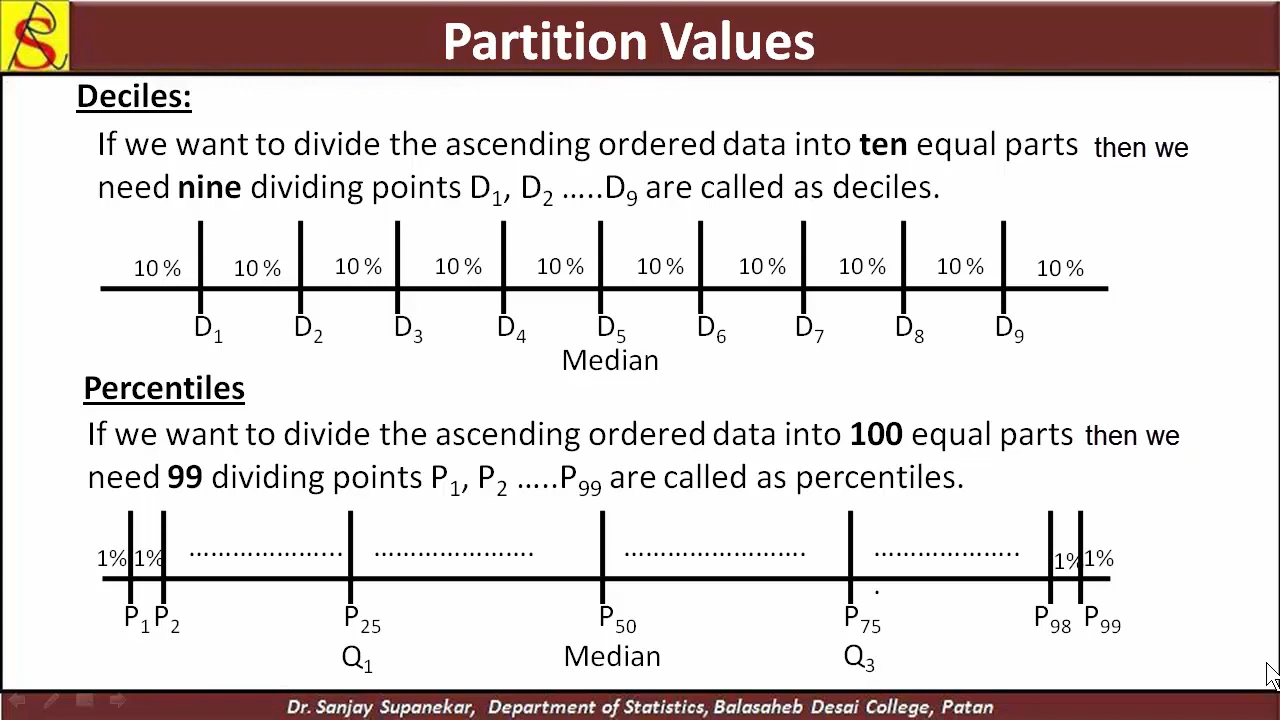 Partition Values
Deciles:
If we want to divide the ascending ordered data into ten equal parts then we
need nine dividing points D₁, D₂ .....D₉ are called as deciles.
10 % 10 % 10 % 10 % 10 % 10 % 10 % 10 % 10 % 10 %
D₁ D₂ D₃ D₄ D₅ D₆ D₇ D₈ D₉
Median
Percentiles
If we want to divide the ascending ordered data into 100 equal parts then we
need 99 dividing points P₁, P₂ .....P₉₉ are called as percentiles.
1% 1% ..................... ...................... ......................... .................... 1% 1%
P₁ P₂ P₂₅ P₅₀ P₇₅ P₉₈ P₉₉
Q₁ Median Q₃
Dr. Sanjay Supanekar, Department of Statistics, Balasaheb Desai College, Patan